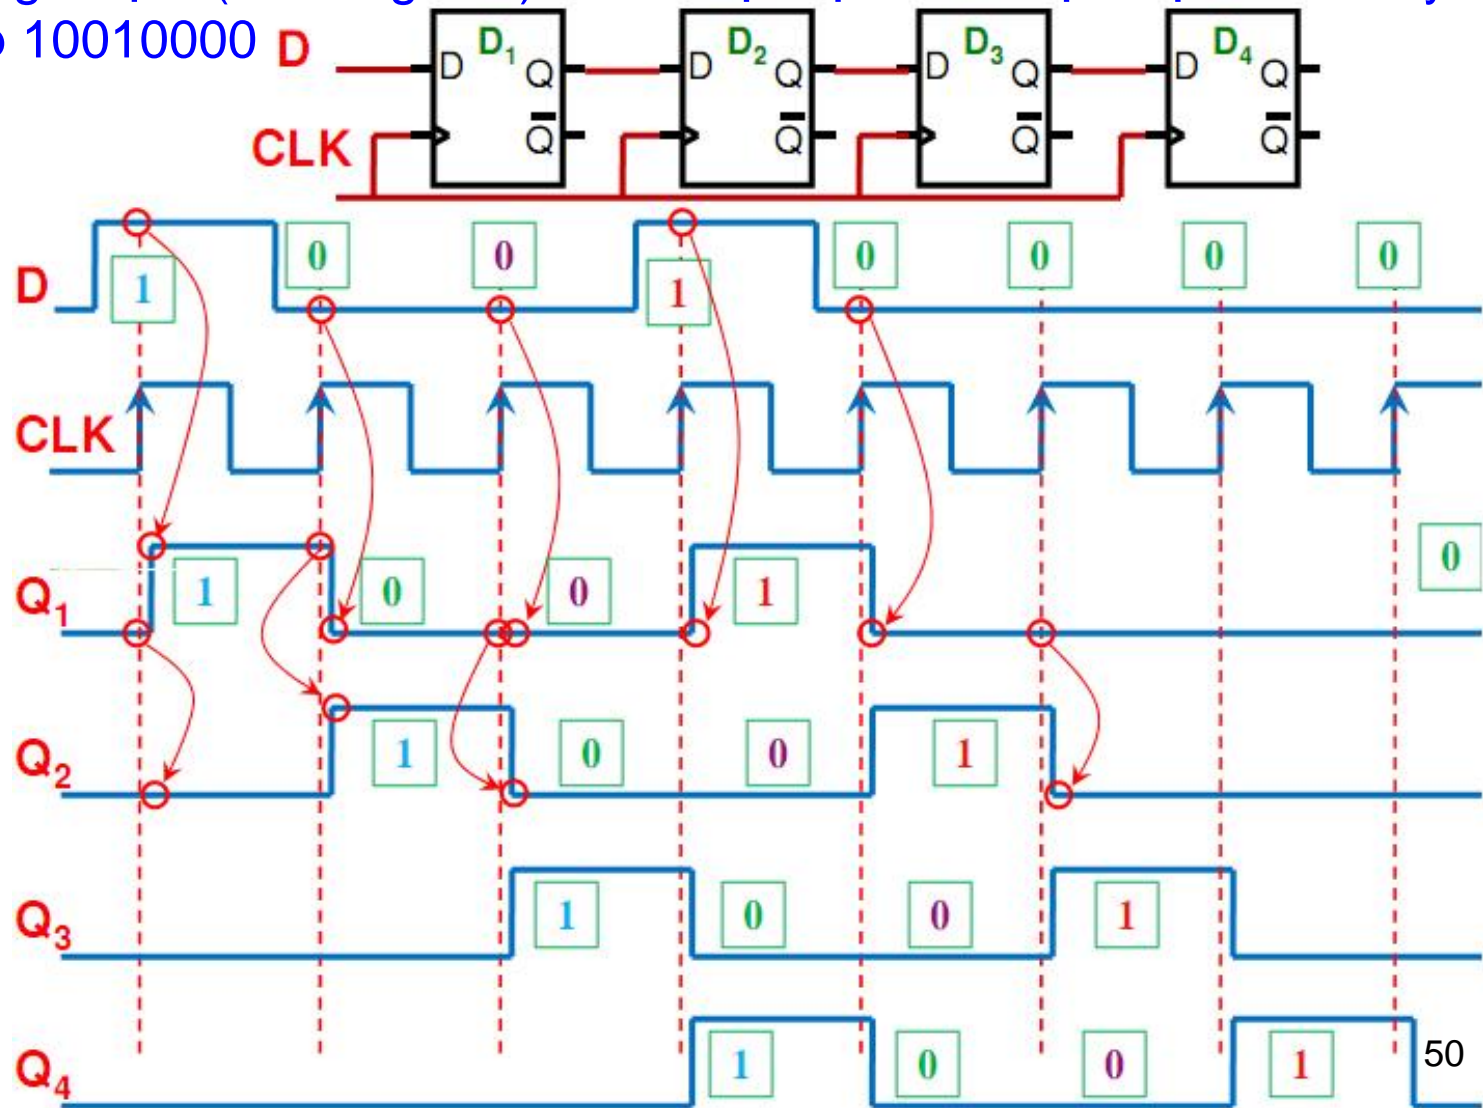 10010000
D
D₁ D₂ D₃ D₄
D Q D Q D Q D Q
CLK
Q Q Q Q
0 0 0 0 0 0
D 1 1
CLK
0
Q₁ 1 0 0 1
Q₂ 1 0 0 1
Q₃ 1 0 0 1
Q₄ 1 0 0 1 50